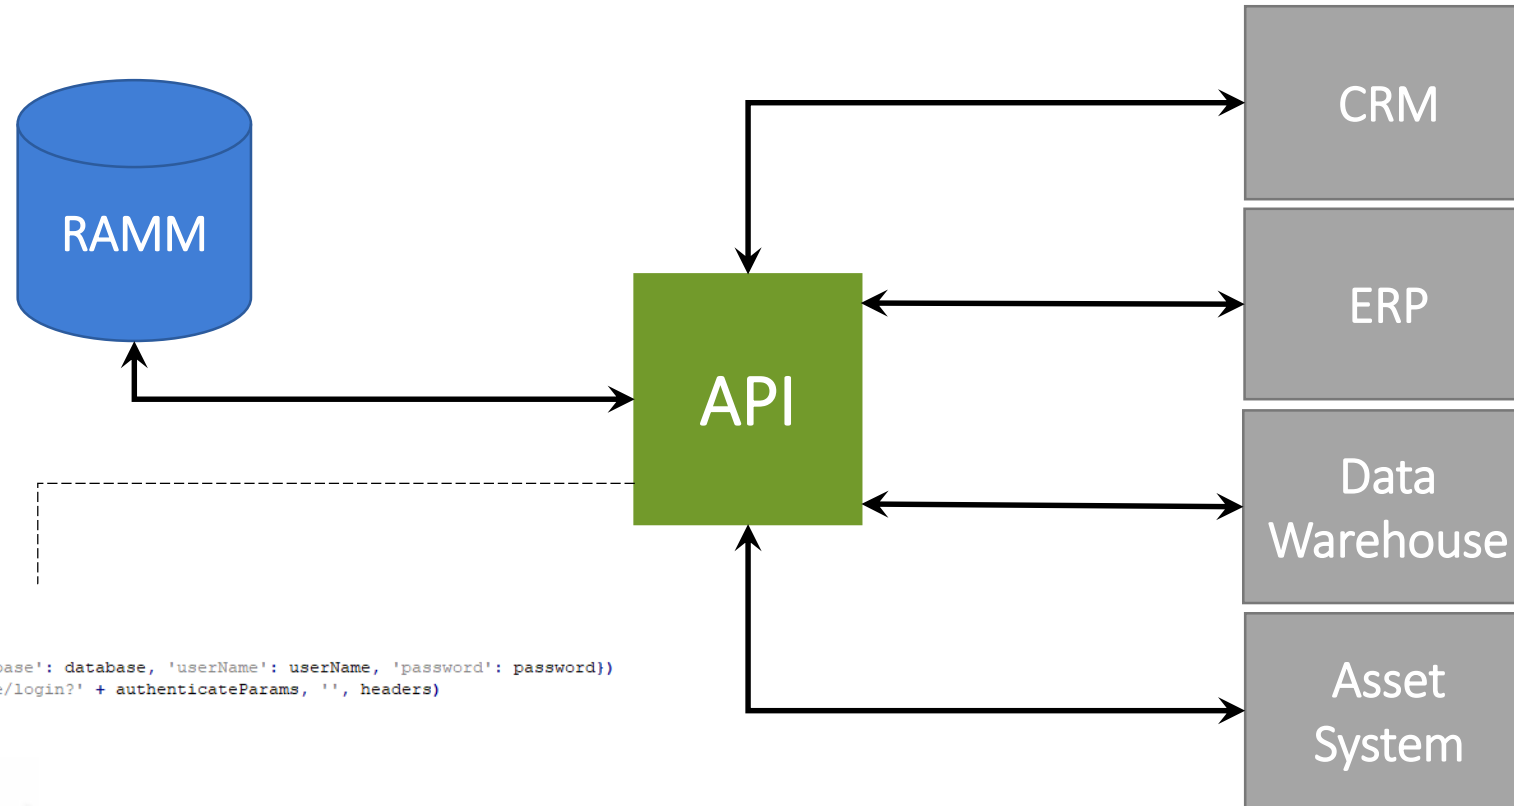 CRM
RAMM
ERP
API
Data
Warehouse
base': database, 'userName': userName, 'password': password})
e/login?' + authenticateParams, '', headers)
Asset
System